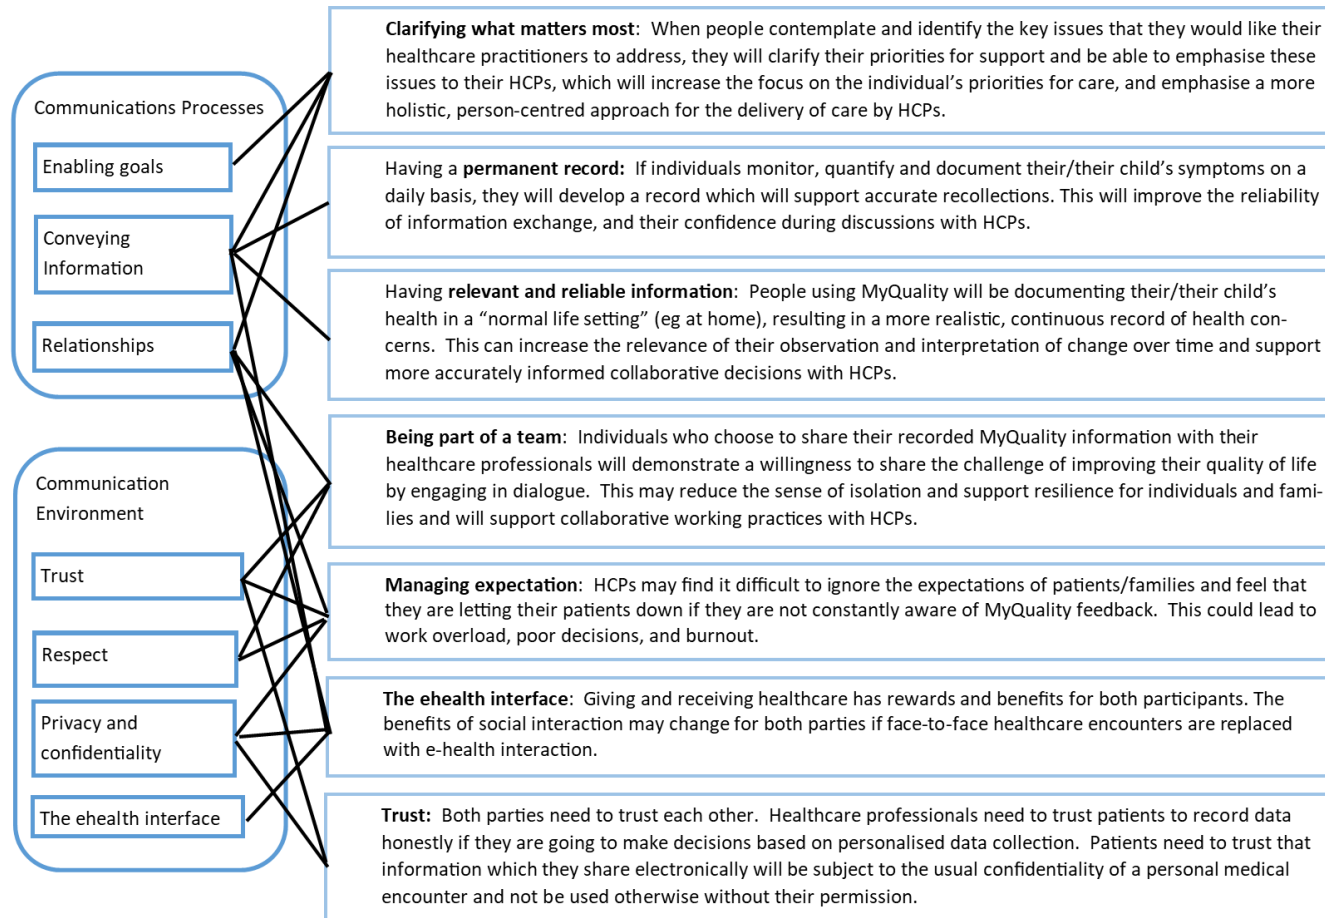 Communications Processes
Enabling goals
Conveying
Information
Relationships
Communication
Environment
Trust
Respect
Privacy and
confidentiality
The ehealth interface
Clarifying what matters most:  When people contemplate and identify the key issues that they would like their
healthcare practitioners to address, they will clarify their priorities for support and be able to emphasise these
issues to their HCPs, which will increase the focus on the individual’s priorities for care, and emphasise a more
holistic, person-centred approach for the delivery of care by HCPs.
Having a permanent record:  If individuals monitor, quantify and document their/their child’s symptoms on a
daily basis, they will develop a record which will support accurate recollections. This will improve the reliability
of information exchange, and their confidence during discussions with HCPs.
Having relevant and reliable information:  People using MyQuality will be documenting their/their child’s
health in a “normal life setting” (eg at home), resulting in a more realistic, continuous record of health con-
cerns.  This can increase the relevance of their observation and interpretation of change over time and support
more accurately informed collaborative decisions with HCPs.
Being part of a team:  Individuals who choose to share their recorded MyQuality information with their
healthcare professionals will demonstrate a willingness to share the challenge of improving their quality of life
by engaging in dialogue.  This may reduce the sense of isolation and support resilience for individuals and fami-
lies and will support collaborative working practices with HCPs.
Managing expectation:  HCPs may find it difficult to ignore the expectations of patients/families and feel that
they are letting their patients down if they are not constantly aware of MyQuality feedback.  This could lead to
work overload, poor decisions, and burnout.
The ehealth interface:  Giving and receiving healthcare has rewards and benefits for both participants. The
benefits of social interaction may change for both parties if face-to-face healthcare encounters are replaced
with e-health interaction.
Trust:  Both parties need to trust each other.  Healthcare professionals need to trust patients to record data
honestly if they are going to make decisions based on personalised data collection.  Patients need to trust that
information which they share electronically will be subject to the usual confidentiality of a personal medical
encounter and not be used otherwise without their permission.